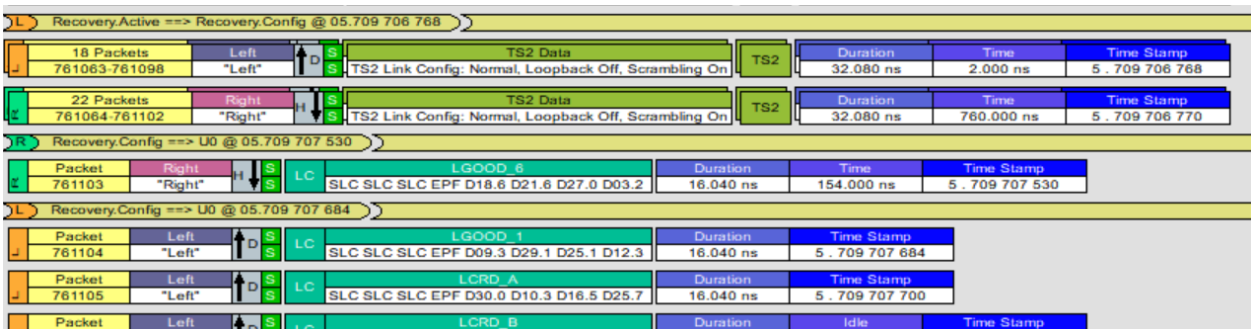 L Recovery.Active ==> Recovery.Config @ 05.709 706 768
L 18 Packets Left D S TS2 Data TS2 Duration Time Time Stamp
761063-761098 "Left" S TS2 Link Config: Normal, Loopback Off, Scrambling On 32.080 ns 2.000 ns 5 . 709 706 768
R 22 Packets Right H S TS2 Data TS2 Duration Time Time Stamp
761064-761102 "Right" S TS2 Link Config: Normal, Loopback Off, Scrambling On 32.080 ns 760.000 ns 5 . 709 706 770
R Recovery.Config ==> U0 @ 05.709 707 530
R Packet Right H S LC LGOOD_6 Duration Time Time Stamp
761103 "Right" S SLC SLC SLC EPF D18.6 D21.6 D27.0 D03.2 16.040 ns 154.000 ns 5 . 709 707 530
L Recovery.Config ==> U0 @ 05.709 707 684
L Packet Left D S LC LGOOD_1 Duration Time Stamp
761104 "Left" S SLC SLC SLC EPF D09.3 D29.1 D25.1 D12.3 16.040 ns 5 . 709 707 684
L Packet Left D S LC LCRD_A Duration Time Stamp
761105 "Left" S SLC SLC SLC EPF D30.0 D10.3 D16.5 D25.7 16.040 ns 5 . 709 707 700
Packet Left D S LC LCRD_B Duration Idle Time Stamp